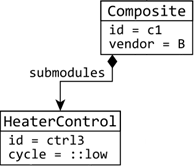 Composite
id = c1
vendor = B
submodules
HeaterControl
id = ctrl3
cycle = ::low